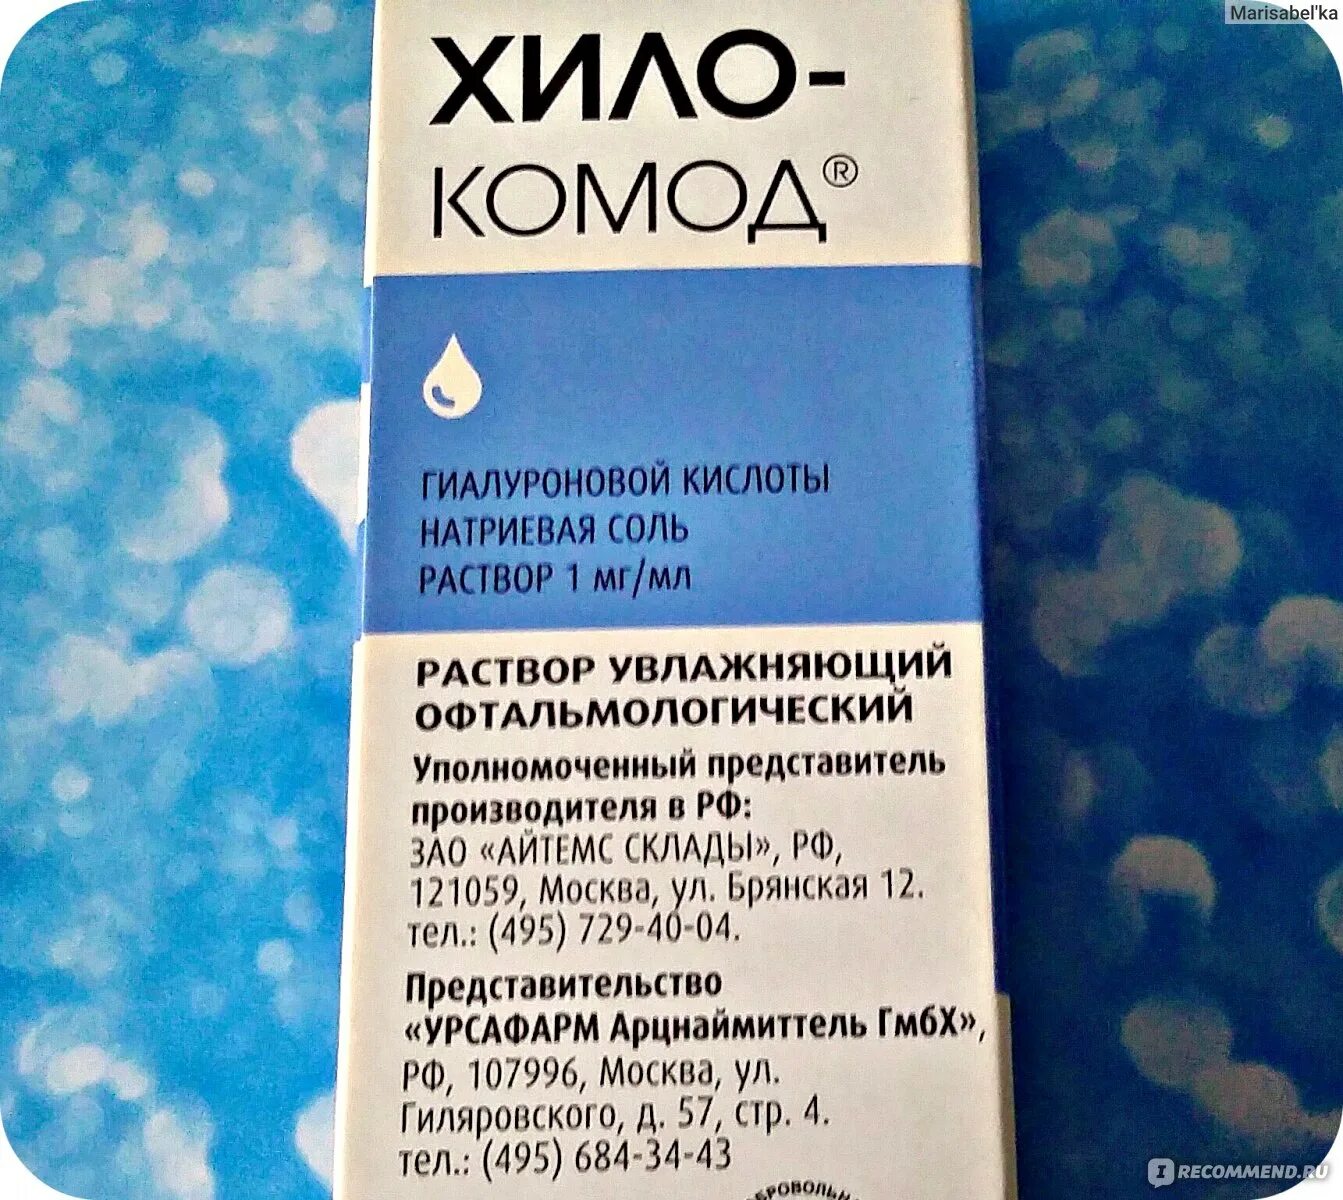 Marisabel'ka
ХИЛО-
КОМОД®
ГИАЛУРОНОВОЙ КИСЛОТЫ
НАТРИЕВАЯ СОЛЬ
РАСТВОР 1 мг/мл
РАСТВОР УВЛАЖНЯЮЩИЙ
ОФТАЛЬМОЛОГИЧЕСКИЙ
Уполномоченный представитель
производителя в РФ:
ЗАО «АЙТЕМС СКЛАДЫ», РФ,
121059, Москва, ул. Брянская 12.
тел.: (495) 729-40-04.
Представительство
«УРСАФАРМ Арцнаймиттель ГмбХ»,
РФ, 107996, Москва, ул.
Гиляровского, д. 57, стр. 4.
тел.: (495) 684-34-43
I RECOMMEND.RU